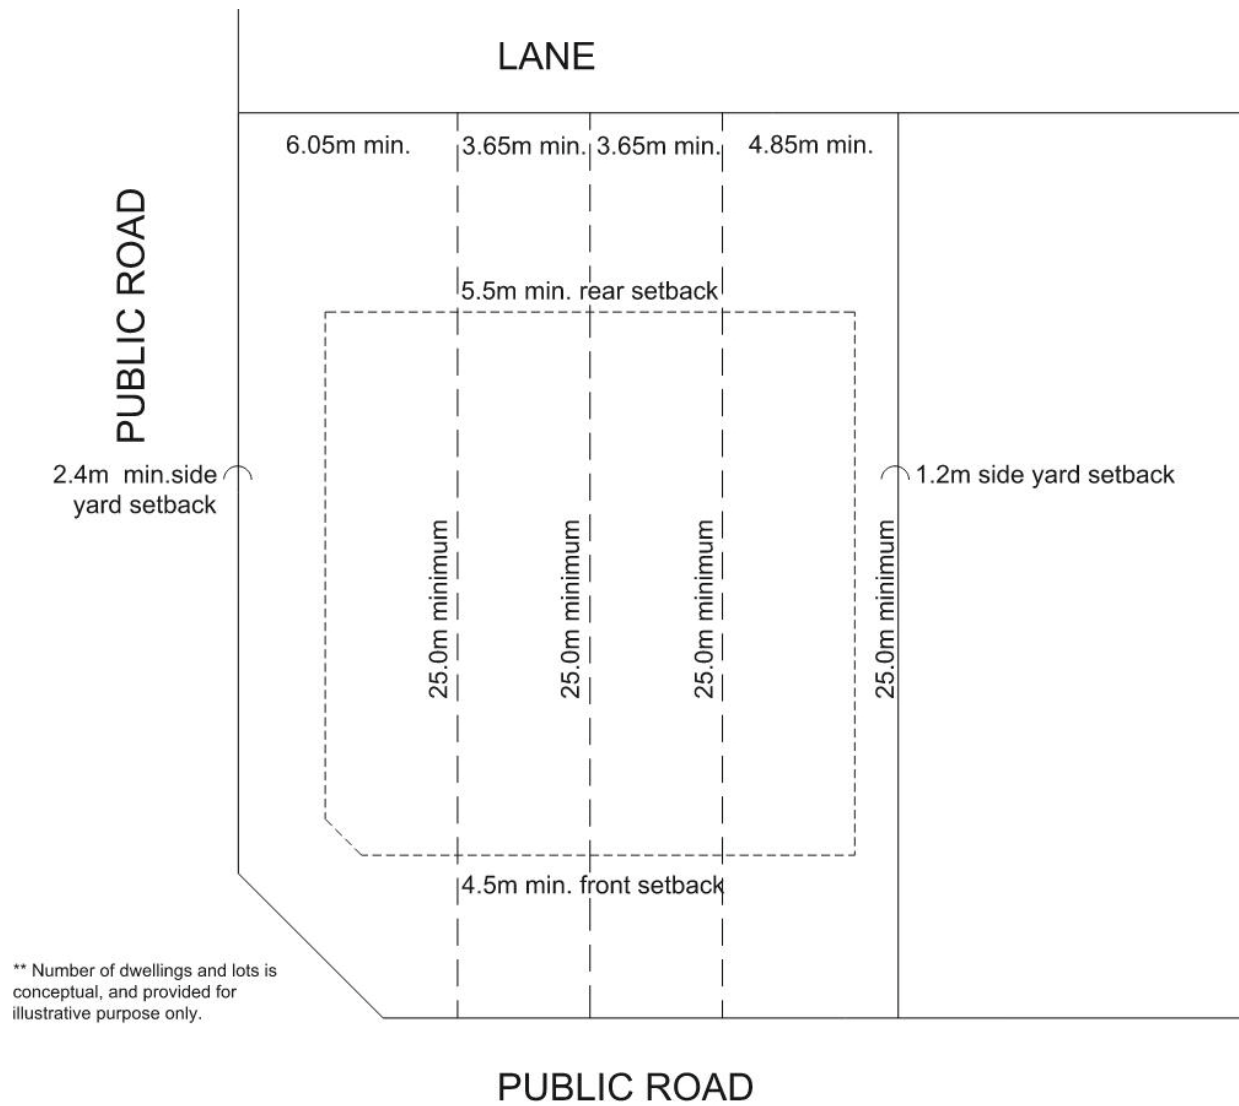 LANE
6.05m min.
3.65m min.
3.65m min.
4.85m min.
PUBLIC ROAD
5.5m min. rear setback
2.4m  min.side
yard setback
1.2m side yard setback
25.0m minimum
25.0m minimum
25.0m minimum
25.0m minimum
4.5m min. front setback
** Number of dwellings and lots is
conceptual, and provided for
illustrative purpose only.
PUBLIC ROAD